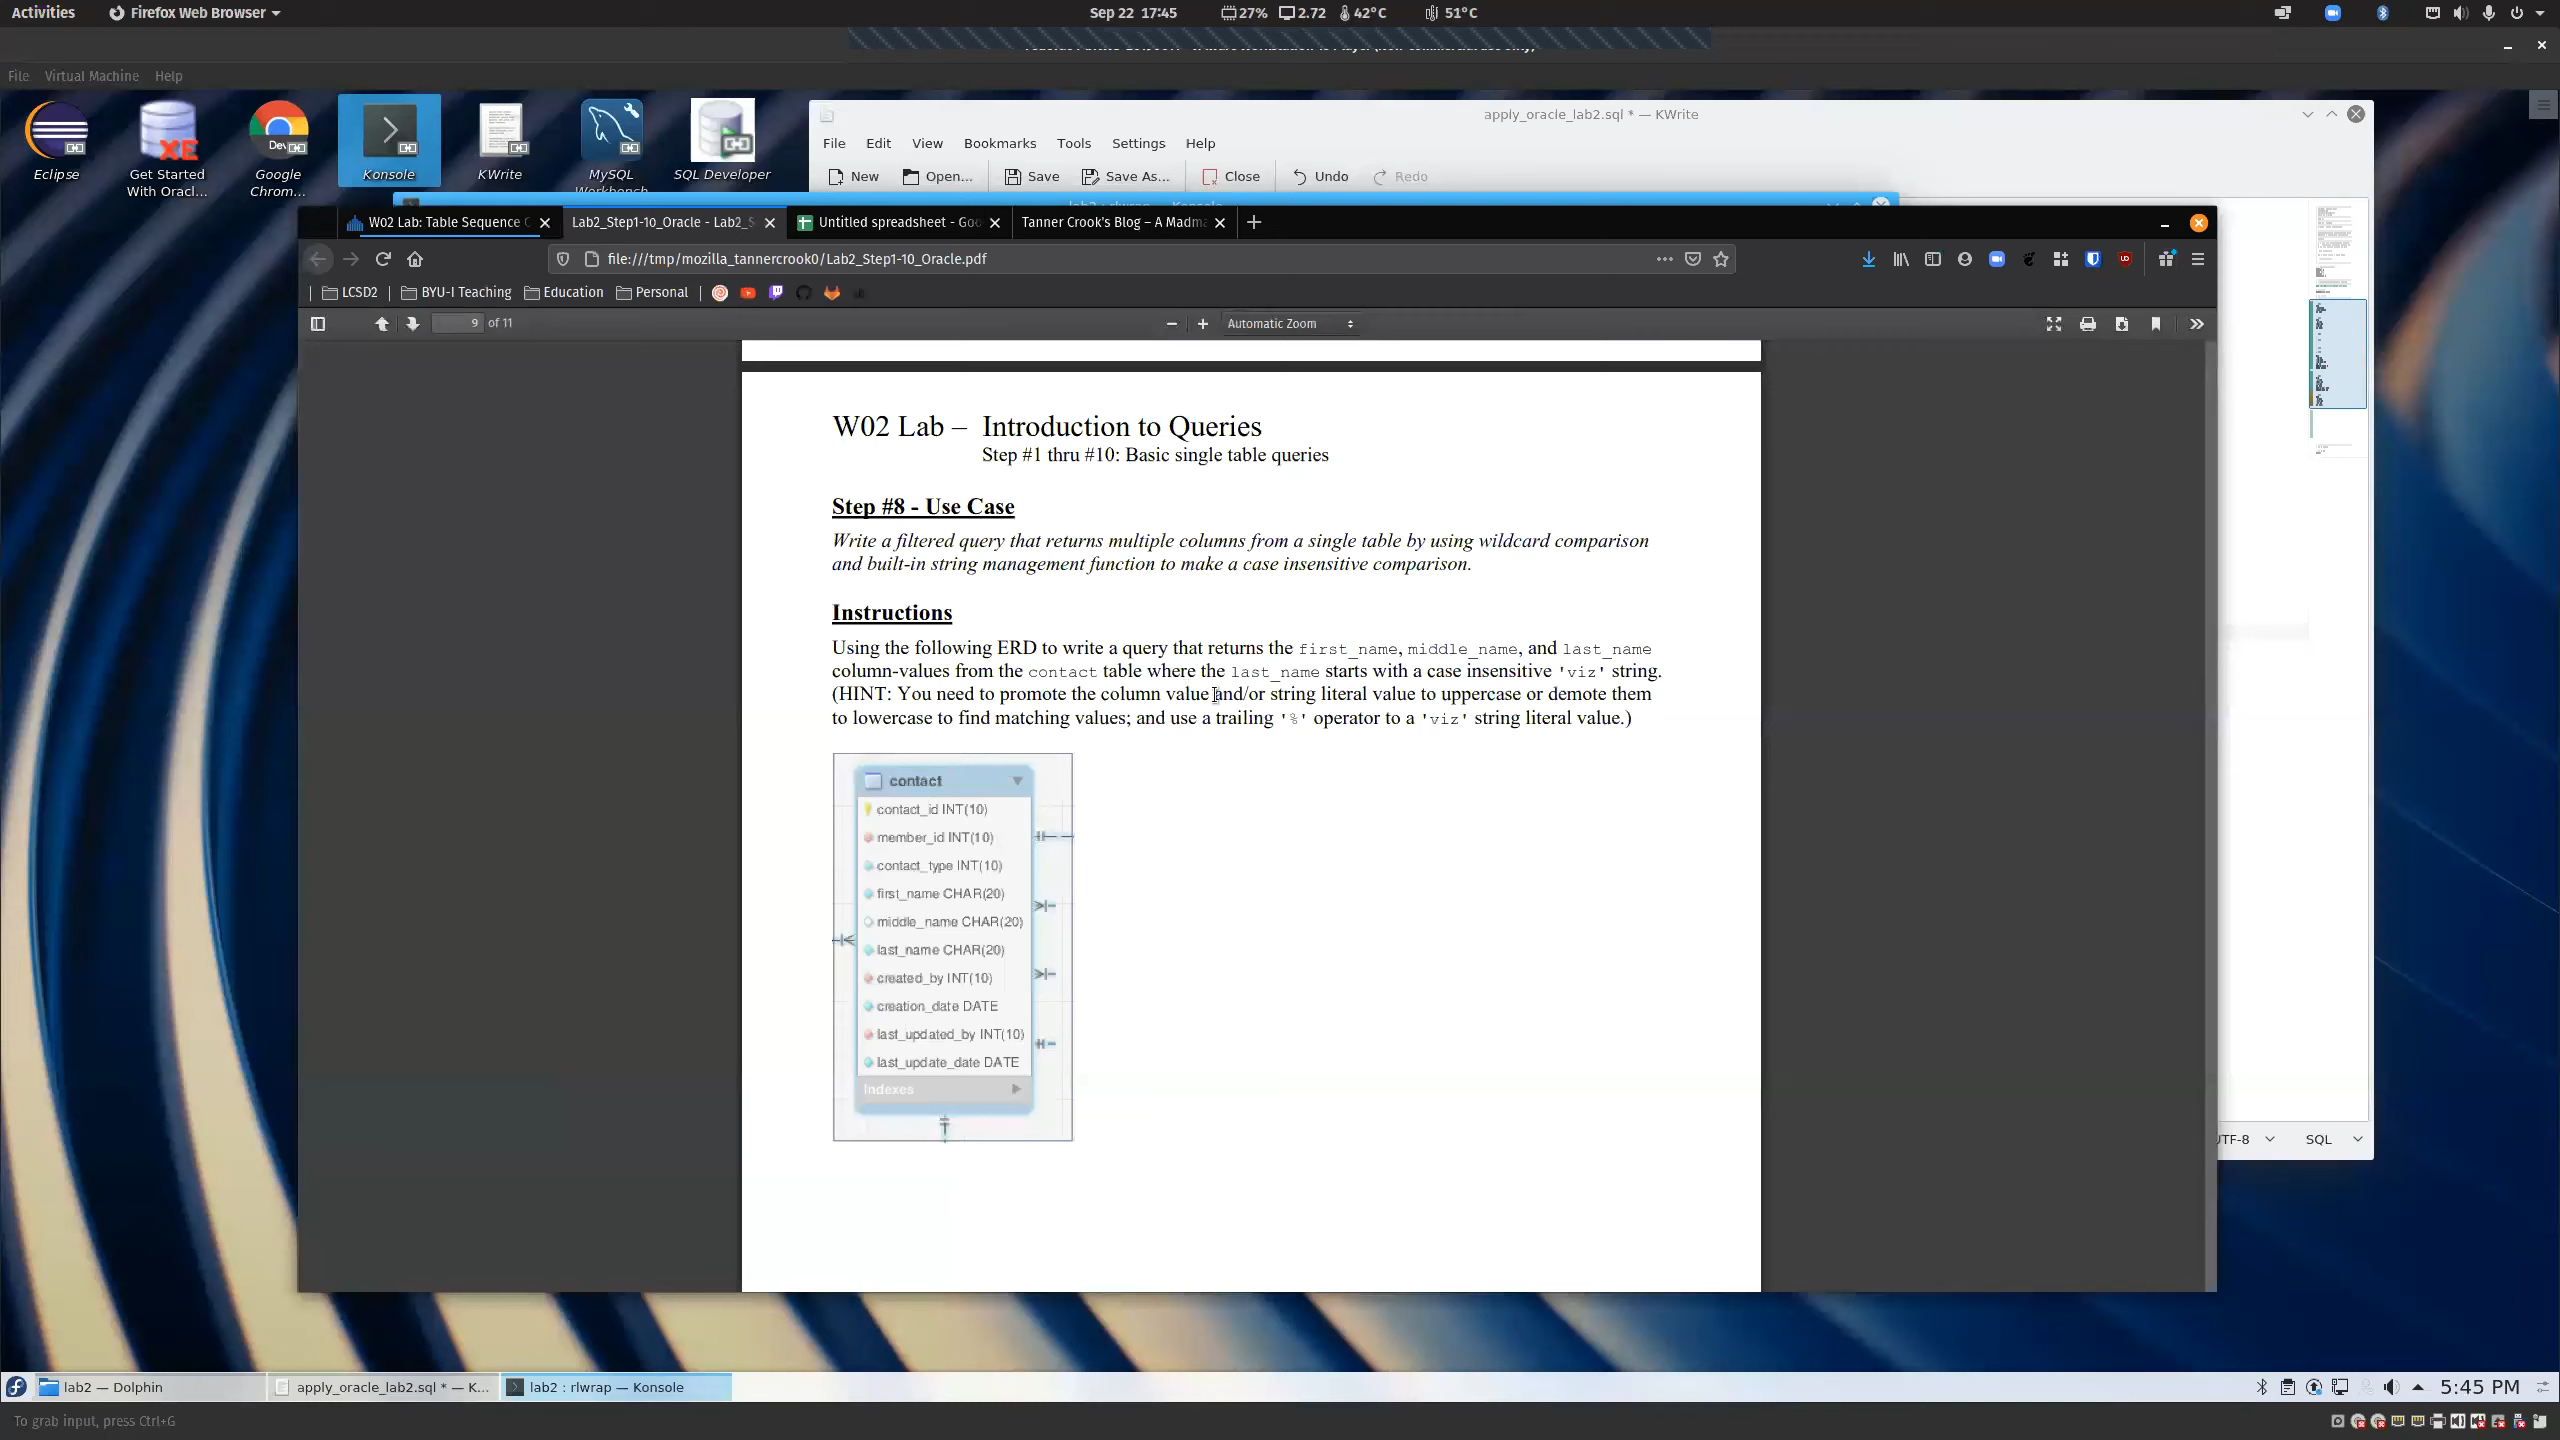 Activities Firefox Web Browser Sep 22 17:45 27% 2.72 42°C 51°C
File Virtual Machine Help
Eclipse
Get Started With Oracl...
Google Chrom...
Konsole
KWrite
MySQL Workbench
SQL Developer
apply_oracle_lab2.sql * — KWrite
File Edit View Bookmarks Tools Settings Help
New Open... Save Save As... Close Undo Redo
W02 Lab: Table Sequence Lab2_Step1-10_Oracle - Lab2_S Untitled spreadsheet - Goo Tanner Crook's Blog – A Madma
file:///tmp/mozilla_tannercrook0/Lab2_Step1-10_Oracle.pdf
LCSD2 BYU-I Teaching Education Personal
9 of 11 Automatic Zoom
W02 Lab – Introduction to Queries
Step #1 thru #10: Basic single table queries
Step #8 - Use Case
Write a filtered query that returns multiple columns from a single table by using wildcard comparison
and built-in string management function to make a case insensitive comparison.
Instructions
Using the following ERD to write a query that returns the first_name, middle_name, and last_name
column-values from the contact table where the last_name starts with a case insensitive 'viz' string.
(HINT: You need to promote the column value and/or string literal value to uppercase or demote them
to lowercase to find matching values; and use a trailing '%' operator to a 'viz' string literal value.)
contact
contact_id INT(10)
member_id INT(10)
contact_type INT(10)
first_name CHAR(20)
middle_name CHAR(20)
last_name CHAR(20)
created_by INT(10)
creation_date DATE
last_updated_by INT(10)
last_update_date DATE
Indexes
UTF-8 SQL
lab2 — Dolphin apply_oracle_lab2.sql * — K... lab2 : rlwrap — Konsole 5:45 PM
To grab input, press Ctrl+G